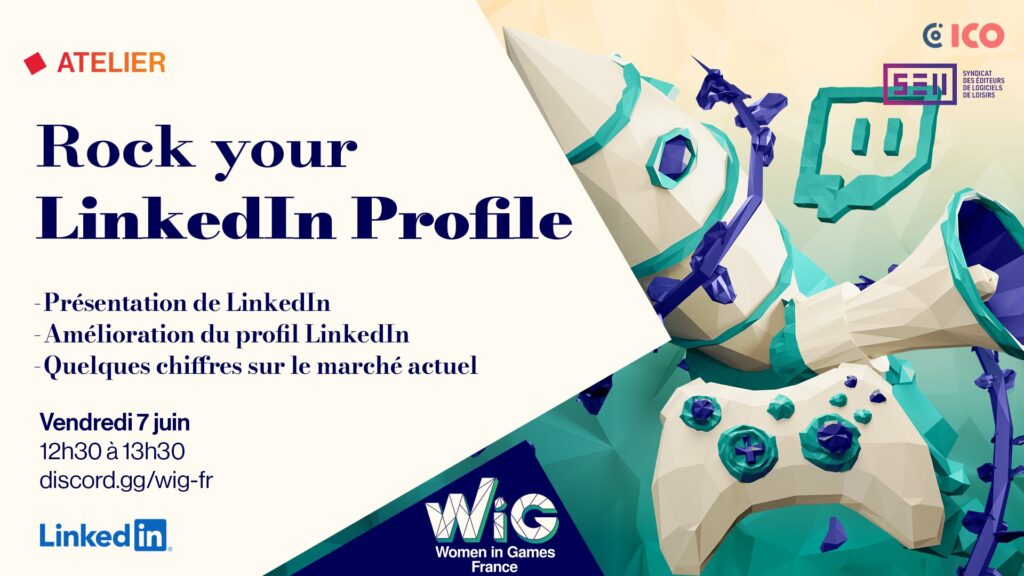 ATELIER
Rock your
LinkedIn Profile
-Présentation de LinkedIn
-Amélioration du profil LinkedIn
-Quelques chiffres sur le marché actuel
Vendredi 7 juin
12h30 à 13h30
discord.gg/wig-fr
LinkedIn
WiG
Women in Games
France
ICO
SELL
SYNDICAT
DES ÉDITEURS
DE LOGICIELS
DE LOISIRS